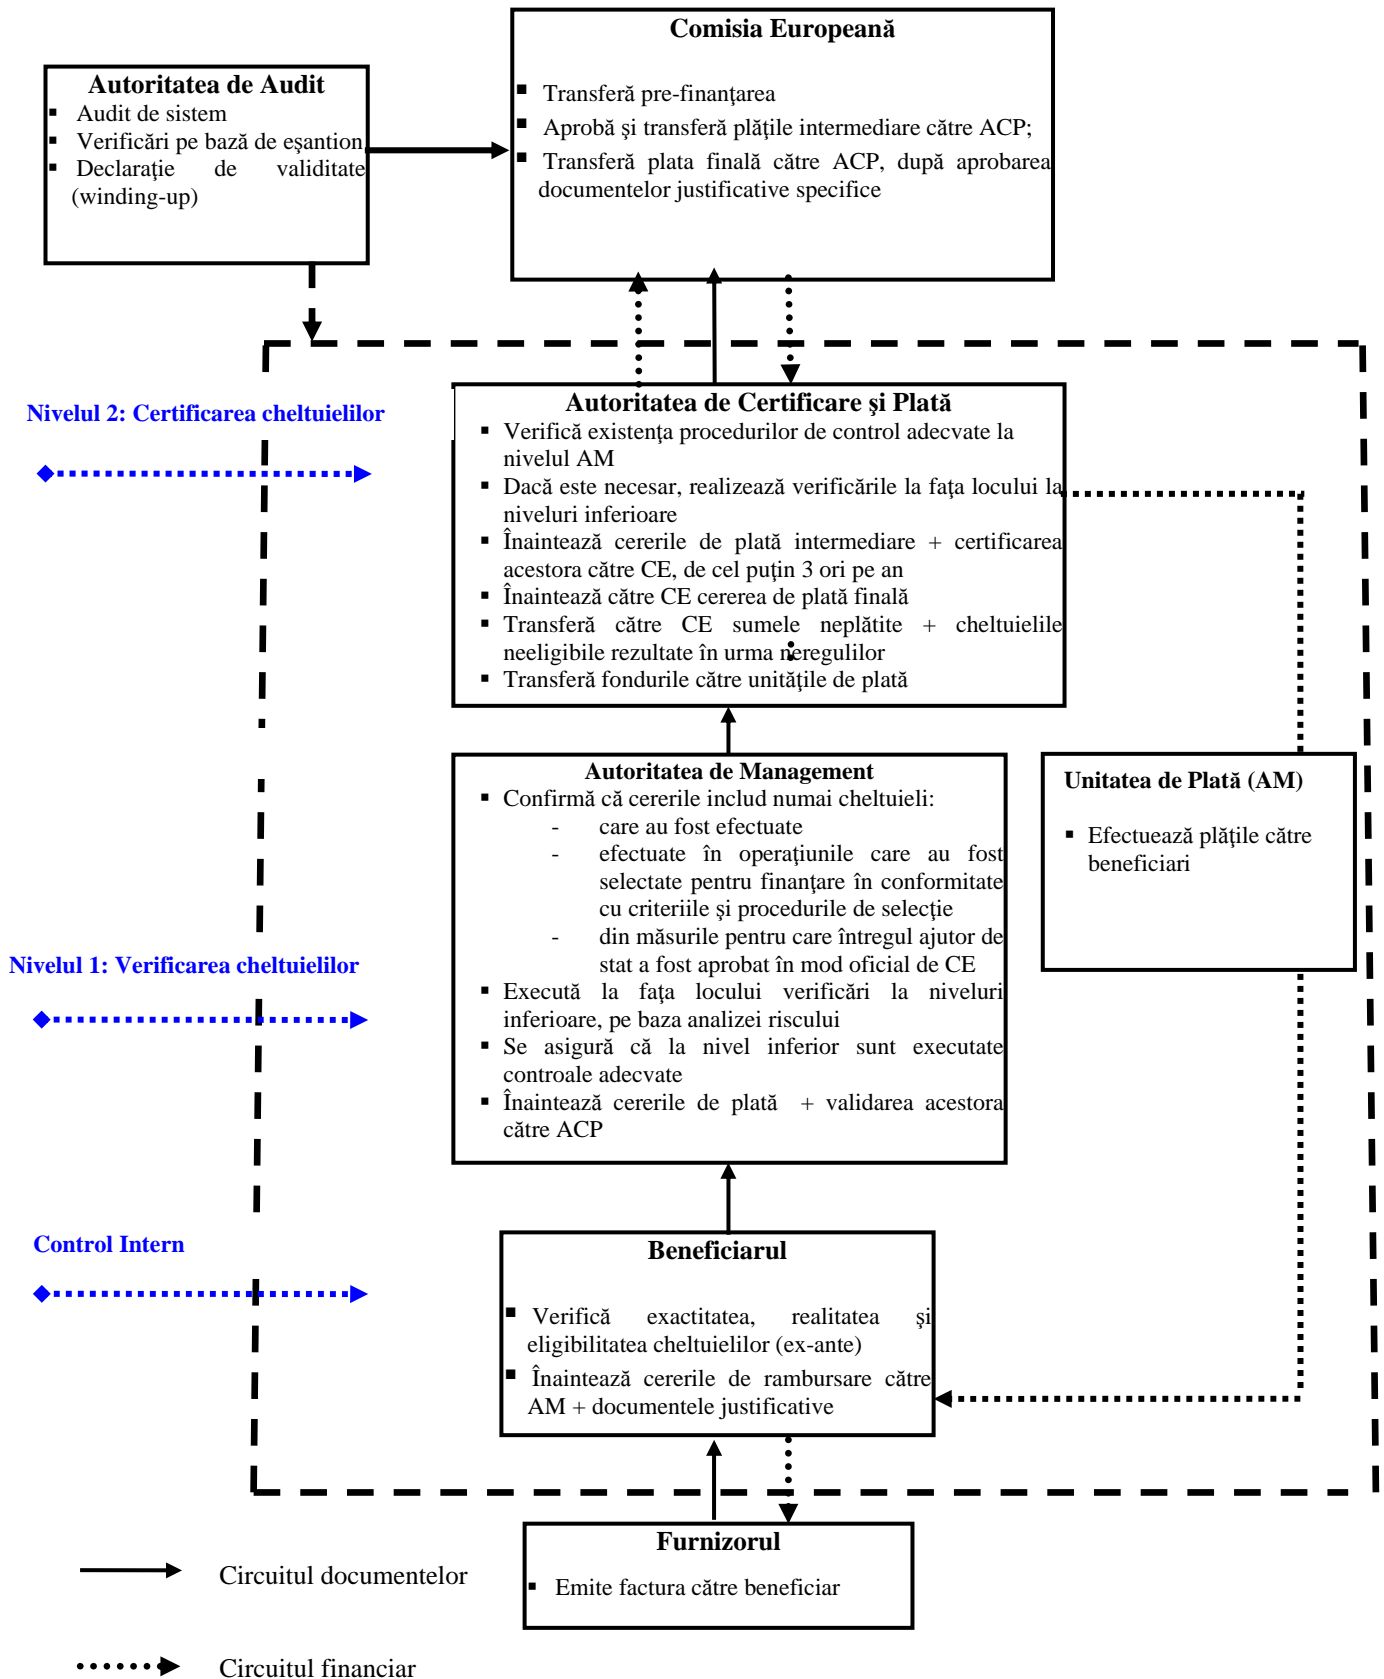 Comisia Europeană
▪ Transferă pre-finanţarea
▪ Aprobă şi transferă plăţile intermediare către ACP;
▪ Transferă plata finală către ACP, după aprobarea
documentelor justificative specifice
Autoritatea de Audit
▪ Audit de sistem
▪ Verificări pe bază de eşantion
▪ Declaraţie de validitate
(winding-up)
Nivelul 2: Certificarea cheltuielilor
Autoritatea de Certificare şi Plată
▪ Verifică existenţa procedurilor de control adecvate la
nivelul AM
▪ Dacă este necesar, realizează verificările la faţa locului la
niveluri inferioare
▪ Înaintează cererile de plată intermediare + certificarea
acestora către CE, de cel puţin 3 ori pe an
▪ Înaintează către CE cererea de plată finală
▪ Transferă către CE sumele neplătite + cheltuielile
neeligibile rezultate în urma neregulilor
▪ Transferă fondurile către unităţile de plată
Autoritatea de Management
▪ Confirmă că cererile includ numai cheltuieli:
- care au fost efectuate
- efectuate în operaţiunile care au fost
selectate pentru finanţare în conformitate
cu criteriile şi procedurile de selecţie
- din măsurile pentru care întregul ajutor de
stat a fost aprobat în mod oficial de CE
▪ Execută la faţa locului verificări la niveluri
inferioare, pe baza analizei riscului
▪ Se asigură că la nivel inferior sunt executate
controale adecvate
▪ Înaintează cererile de plată + validarea acestora
către ACP
Unitatea de Plată (AM)
▪ Efectuează plăţile către
beneficiari
Nivelul 1: Verificarea cheltuielilor
Control Intern
Beneficiarul
▪ Verifică exactitatea, realitatea şi
eligibilitatea cheltuielilor (ex-ante)
▪ Înaintează cererile de rambursare către
AM + documentele justificative
Furnizorul
▪ Emite factura către beneficiar
Circuitul documentelor
Circuitul financiar